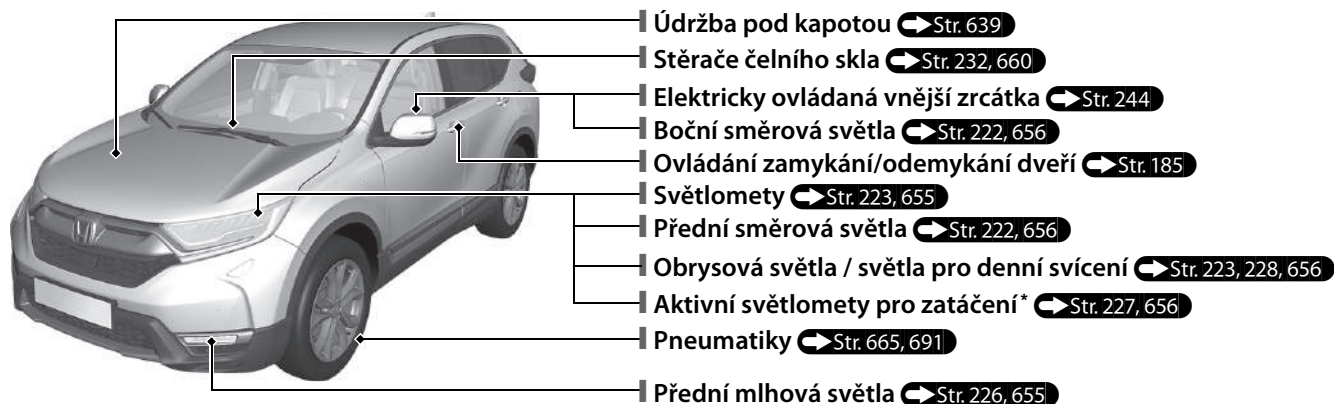 Údržba pod kapotou Str. 639
Stěrače čelního skla Str. 232, 660
Elektricky ovládaná vnější zrcátka Str. 244
Boční směrová světla Str. 222, 656
Ovládání zamykání/odemykání dveří Str. 185
Světlomety Str. 223, 655
Přední směrová světla Str. 222, 656
Obrysová světla / světla pro denní svícení Str. 223, 228, 656
Aktivní světlomety pro zatáčení* Str. 227, 656
Pneumatiky Str. 665, 691
Přední mlhová světla Str. 226, 655